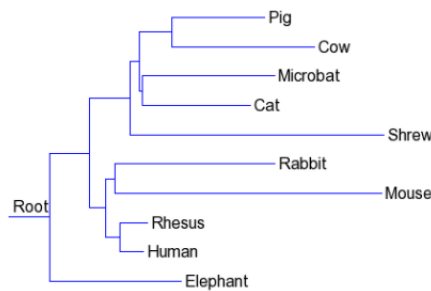 Pig
Cow
Microbat
Cat
Shrew
Rabbit
Mouse
Root
Rhesus
Human
Elephant